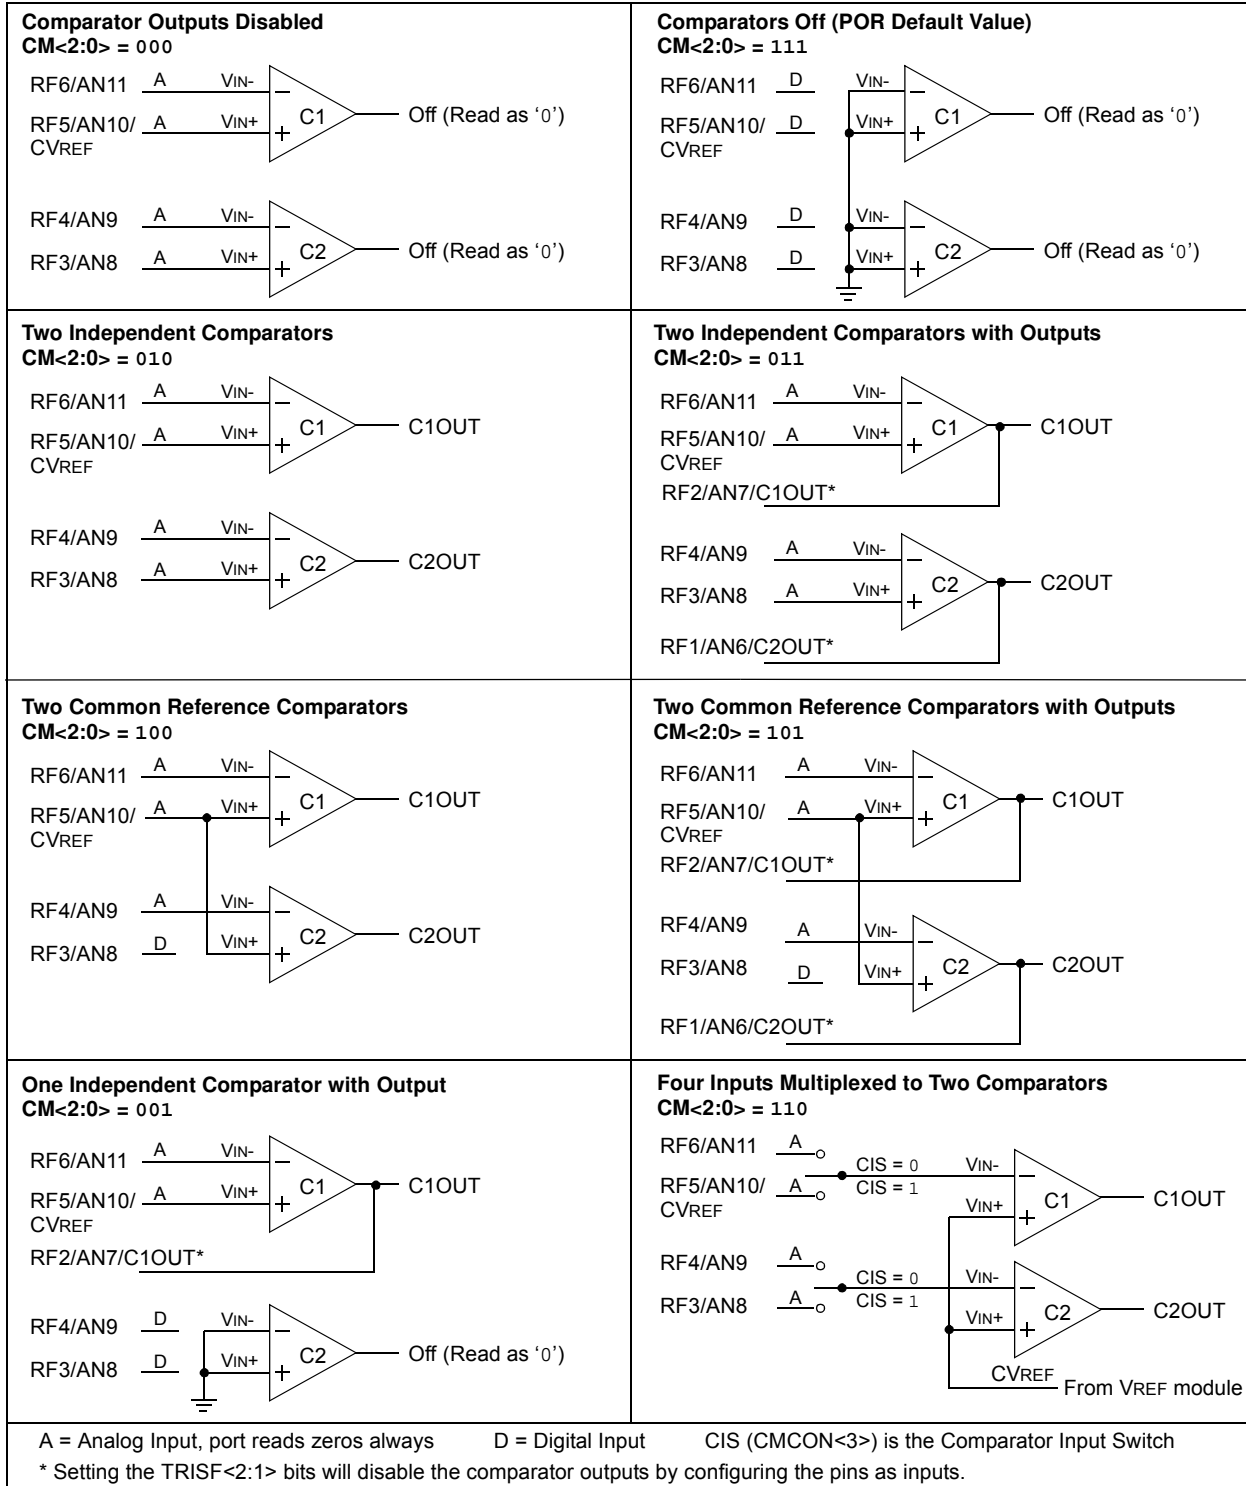 Comparator Outputs Disabled
CM<2:0> = 000
RF6/AN11 A VIN-
RF5/AN10/ A VIN+
CVREF
C1
Off (Read as ‘0’)
RF4/AN9 A VIN-
RF3/AN8 A VIN+
C2
Off (Read as ‘0’)
Comparators Off (POR Default Value)
CM<2:0> = 111
RF6/AN11 D VIN-
RF5/AN10/ D VIN+
CVREF
C1
Off (Read as ‘0’)
RF4/AN9 D VIN-
RF3/AN8 D VIN+
C2
Off (Read as ‘0’)
Two Independent Comparators
CM<2:0> = 010
RF6/AN11 A VIN-
RF5/AN10/ A VIN+
CVREF
C1
C1OUT
RF4/AN9 A VIN-
RF3/AN8 A VIN+
C2
C2OUT
Two Independent Comparators with Outputs
CM<2:0> = 011
RF6/AN11 A VIN-
RF5/AN10/ A VIN+
CVREF
C1
C1OUT
RF2/AN7/C1OUT*
RF4/AN9 A VIN-
RF3/AN8 A VIN+
C2
C2OUT
RF1/AN6/C2OUT*
Two Common Reference Comparators
CM<2:0> = 100
RF6/AN11 A VIN-
RF5/AN10/ A VIN+
CVREF
C1
C1OUT
RF4/AN9 A VIN-
RF3/AN8 D VIN+
C2
C2OUT
Two Common Reference Comparators with Outputs
CM<2:0> = 101
RF6/AN11 A VIN-
RF5/AN10/ A VIN+
CVREF
C1
C1OUT
RF2/AN7/C1OUT*
RF4/AN9 A VIN-
RF3/AN8 D VIN+
C2
C2OUT
RF1/AN6/C2OUT*
One Independent Comparator with Output
CM<2:0> = 001
RF6/AN11 A VIN-
RF5/AN10/ A VIN+
CVREF
C1
C1OUT
RF2/AN7/C1OUT*
RF4/AN9 D VIN-
RF3/AN8 D VIN+
C2
Off (Read as ‘0’)
Four Inputs Multiplexed to Two Comparators
CM<2:0> = 110
RF6/AN11 A
CIS = 0 VIN-
RF5/AN10/ A CIS = 1
CVREF
VIN+
C1
C1OUT
RF4/AN9 A
CIS = 0 VIN-
RF3/AN8 A CIS = 1
VIN+
C2
C2OUT
CVREF
From VREF module
A = Analog Input, port reads zeros always D = Digital Input CIS (CMCON<3>) is the Comparator Input Switch
* Setting the TRISF<2:1> bits will disable the comparator outputs by configuring the pins as inputs.